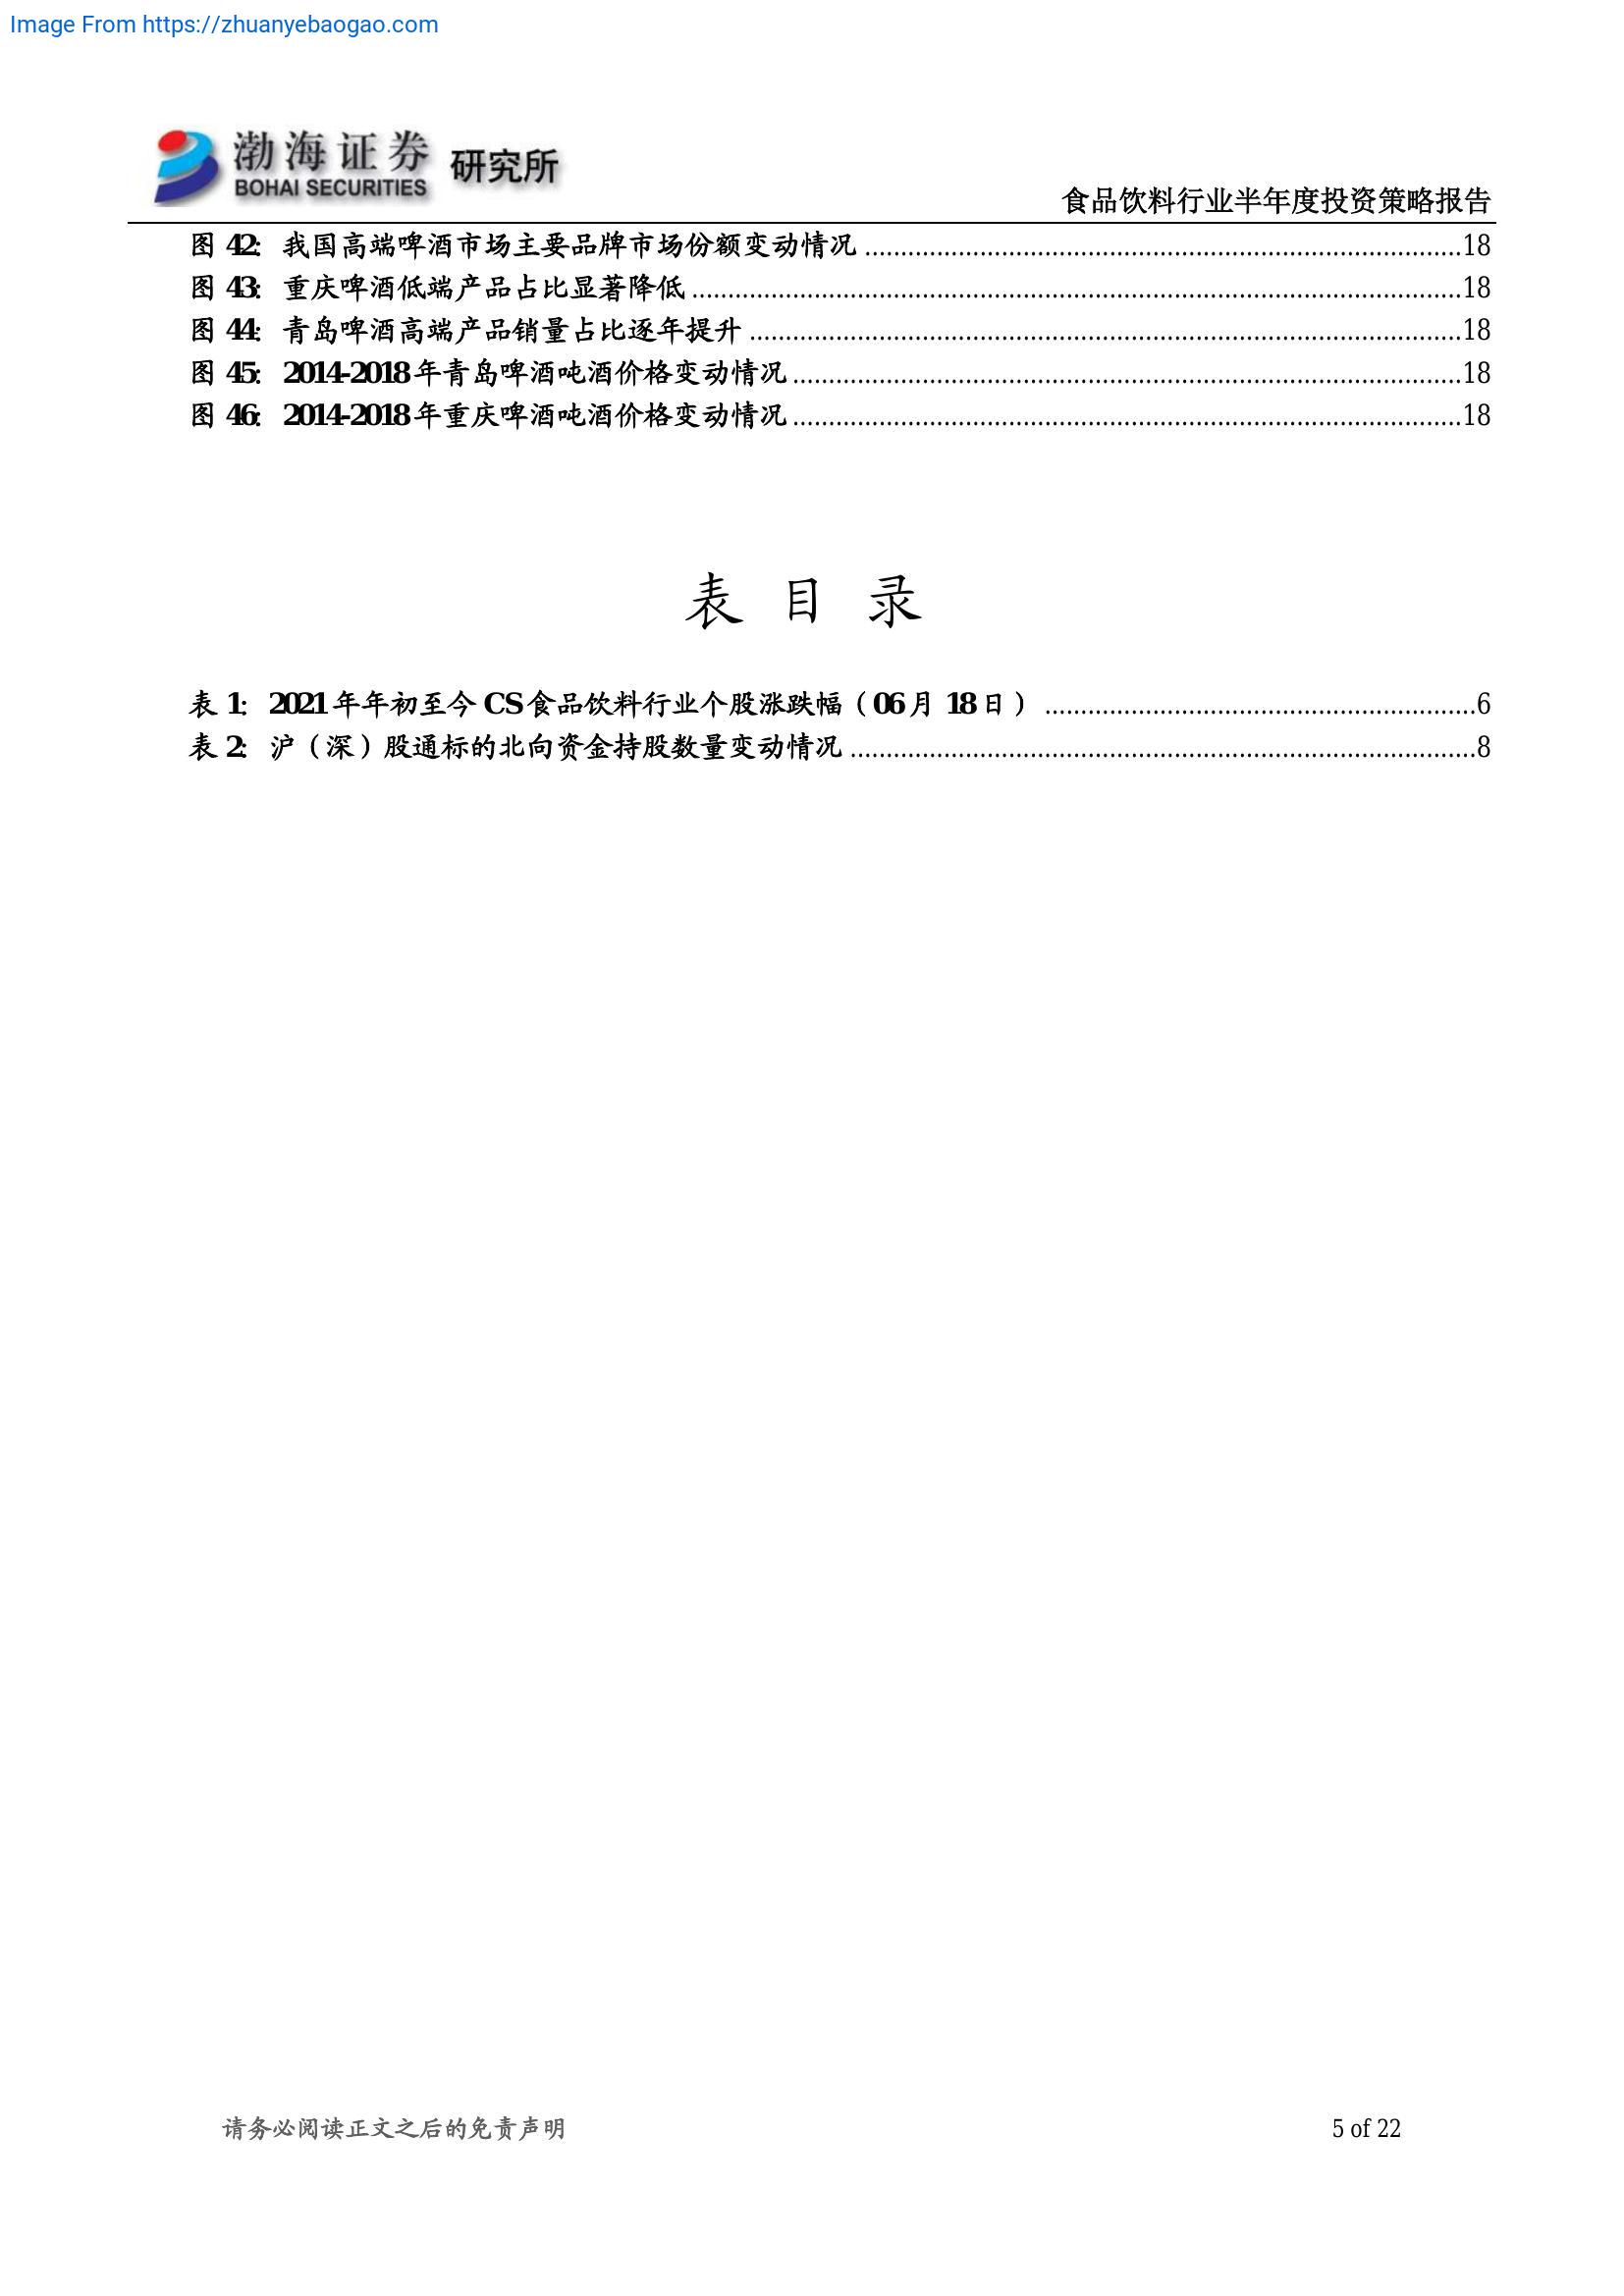 Image From https://zhuanyebaogao.com
渤海证券 研究所
BOHAI SECURITIES
食品饮料行业半年度投资策略报告
图 42: 我国高端啤酒市场主要品牌市场份额变动情况 ........18
图 43: 重庆啤酒低端产品占比显著降低 ........18
图 44: 青岛啤酒高端产品销量占比逐年提升 ........18
图 45: 2014-2018 年青岛啤酒吨酒价格变动情况 ........18
图 46: 2014-2018 年重庆啤酒吨酒价格变动情况 ........18
表 目 录
表 1: 2021 年年初至今 CS 食品饮料行业个股涨跌幅（06 月 18 日） ........6
表 2: 沪（深）股通标的北向资金持股数量变动情况 ........8
请务必阅读正文之后的免责声明
5 of 22